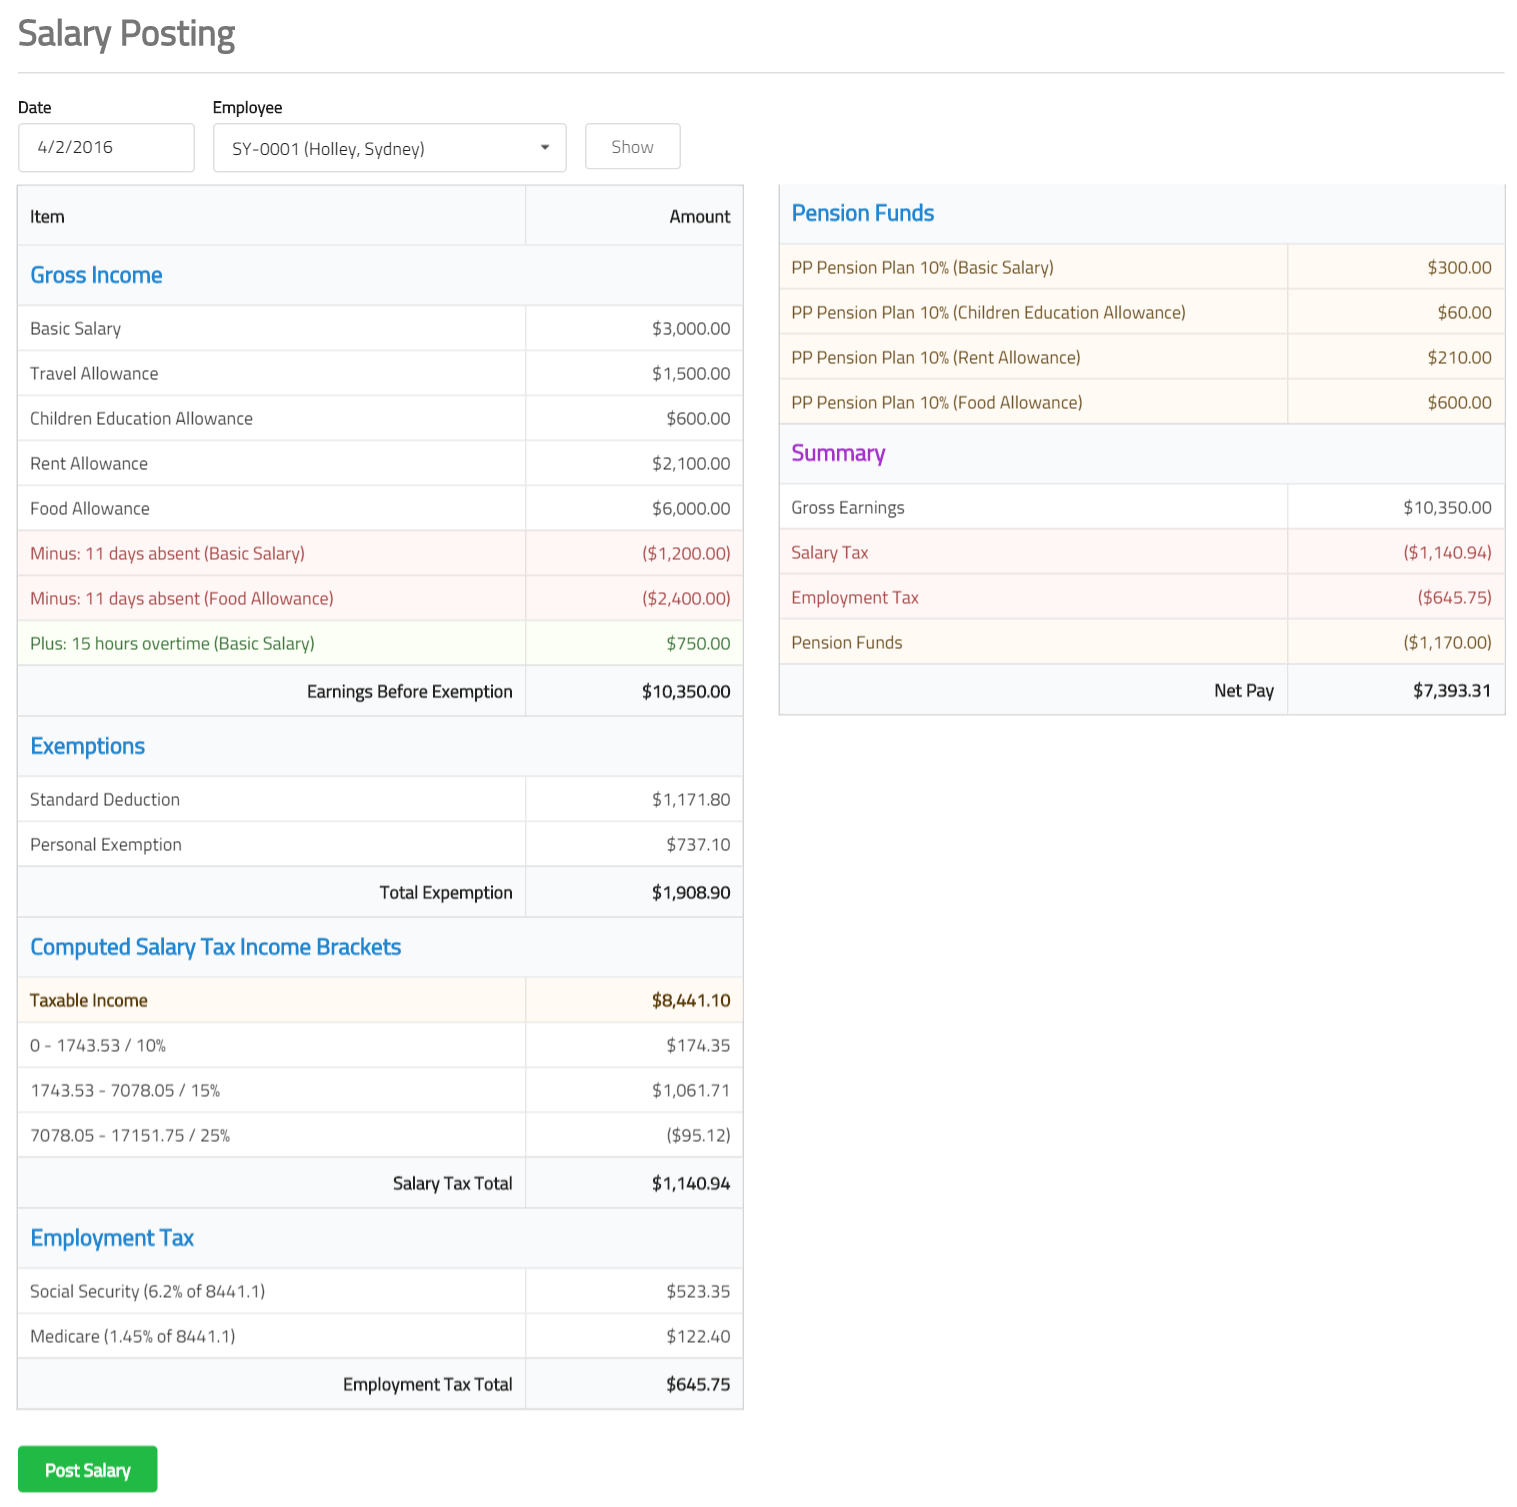 Salary Posting
Date
Employee
4/2/2016
SY-0001 (Holley, Sydney)
Show
Item Amount
Gross Income
Basic Salary $3,000.00
Travel Allowance $1,500.00
Children Education Allowance $600.00
Rent Allowance $2,100.00
Food Allowance $6,000.00
Minus: 11 days absent (Basic Salary) ($1,200.00)
Minus: 11 days absent (Food Allowance) ($2,400.00)
Plus: 15 hours overtime (Basic Salary) $750.00
Earnings Before Exemption $10,350.00
Exemptions
Standard Deduction $1,171.80
Personal Exemption $737.10
Total Expemption $1,908.90
Computed Salary Tax Income Brackets
Taxable Income $8,441.10
0 - 1743.53 / 10% $174.35
1743.53 - 7078.05 / 15% $1,061.71
7078.05 - 17151.75 / 25% ($95.12)
Salary Tax Total $1,140.94
Employment Tax
Social Security (6.2% of 8441.1) $523.35
Medicare (1.45% of 8441.1) $122.40
Employment Tax Total $645.75
Pension Funds
PP Pension Plan 10% (Basic Salary) $300.00
PP Pension Plan 10% (Children Education Allowance) $60.00
PP Pension Plan 10% (Rent Allowance) $210.00
PP Pension Plan 10% (Food Allowance) $600.00
Summary
Gross Earnings $10,350.00
Salary Tax ($1,140.94)
Employment Tax ($645.75)
Pension Funds ($1,170.00)
Net Pay $7,393.31
Post Salary